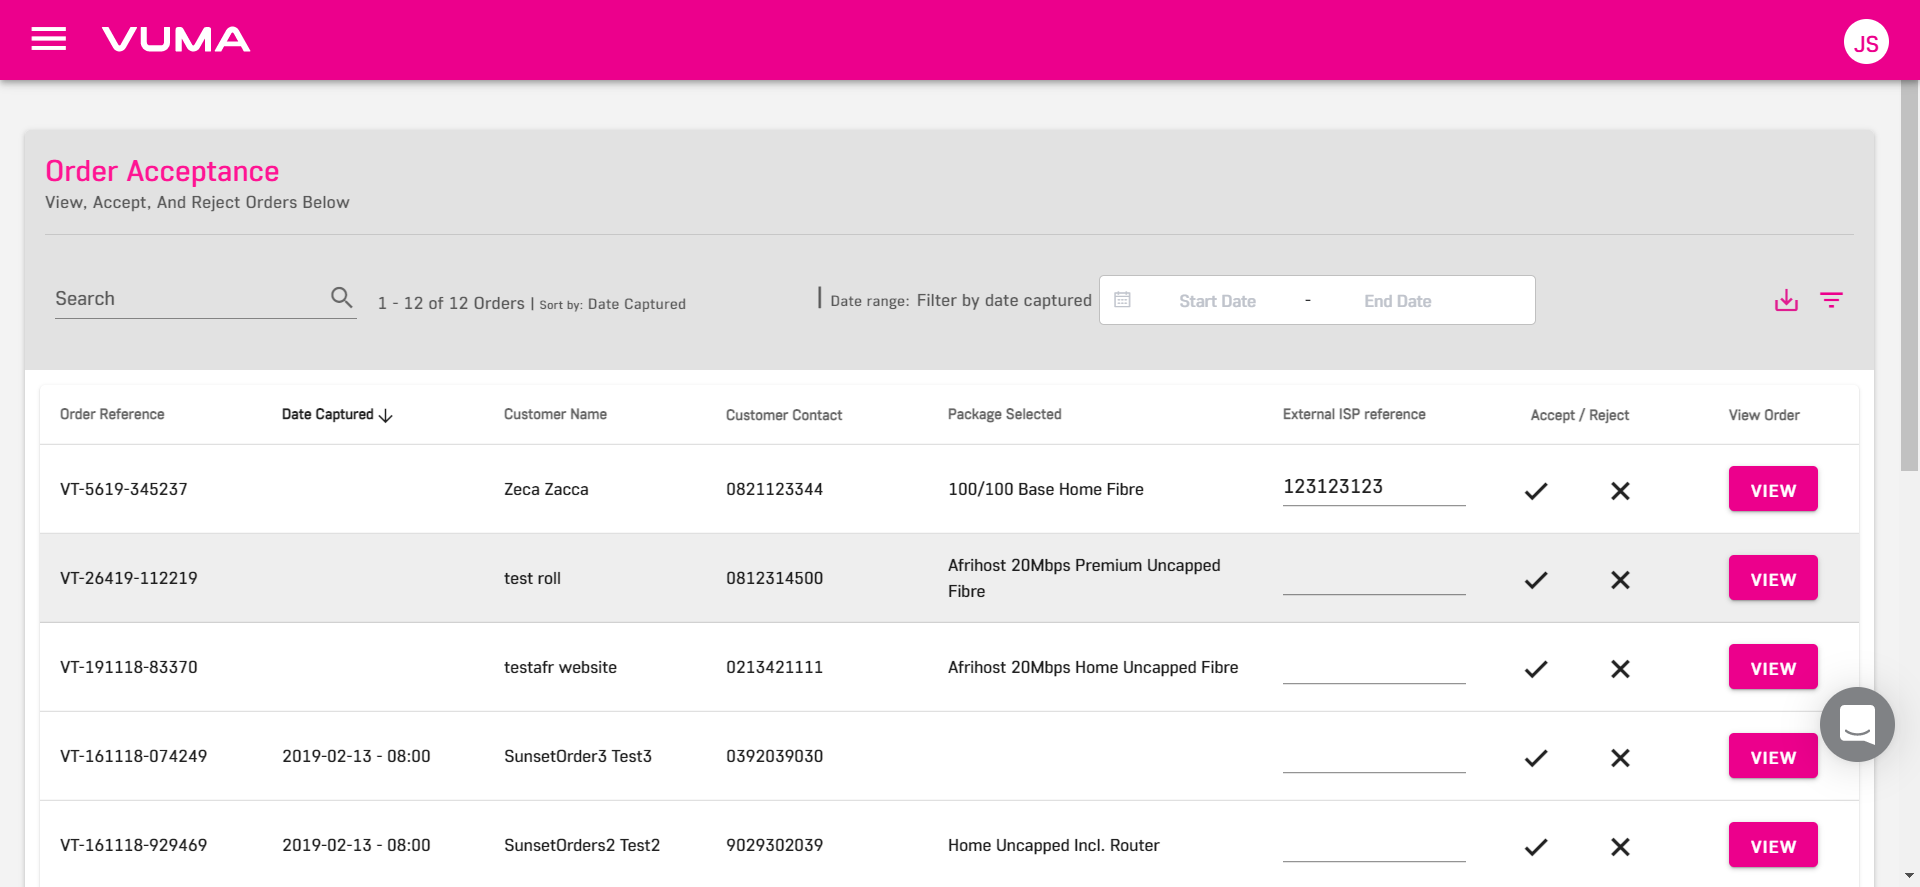 VUMA
JS
Order Acceptance
View, Accept, And Reject Orders Below
Search
1 - 12 of 12 Orders | Sort by: Date Captured
Date range: Filter by date captured
Start Date - End Date
Order Reference Date Captured Customer Name Customer Contact Package Selected External ISP reference Accept / Reject View Order
VT-5619-345237 Zeca Zacca 0821123344 100/100 Base Home Fibre 123123123 VIEW
VT-26419-112219 test roll 0812314500 Afrihost 20Mbps Premium Uncapped
Fibre VIEW
VT-191118-83370 testafr website 0213421111 Afrihost 20Mbps Home Uncapped Fibre VIEW
VT-161118-074249 2019-02-13 - 08:00 SunsetOrder3 Test3 0392039030 VIEW
VT-161118-929469 2019-02-13 - 08:00 SunsetOrders2 Test2 9029302039 Home Uncapped Incl. Router VIEW